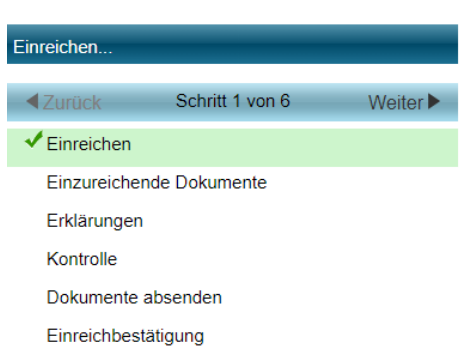 Einreichen...
Zurück Schritt 1 von 6 Weiter
Einreichen
Einzureichende Dokumente
Erklärungen
Kontrolle
Dokumente absenden
Einreichbestätigung